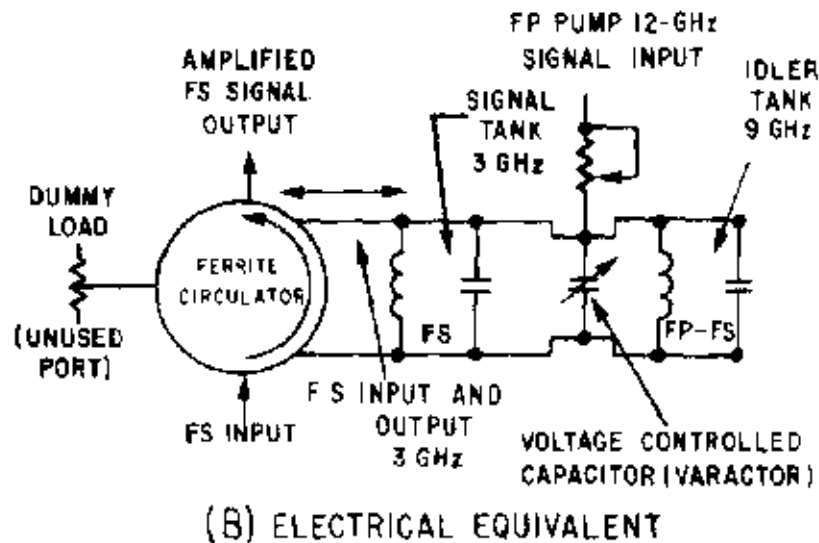 AMPLIFIED
FS SIGNAL
OUTPUT
FP PUMP 12-GHz
SIGNAL INPUT
SIGNAL
TANK
3 GHz
IDLER
TANK
9 GHz
DUMMY
LOAD
(UNUSED
PORT)
FERRITE
CIRCULATOR
FS
FP-FS
FS INPUT
FS INPUT AND
OUTPUT
3 GHz
VOLTAGE CONTROLLED
CAPACITOR (VARACTOR)
(B) ELECTRICAL EQUIVALENT